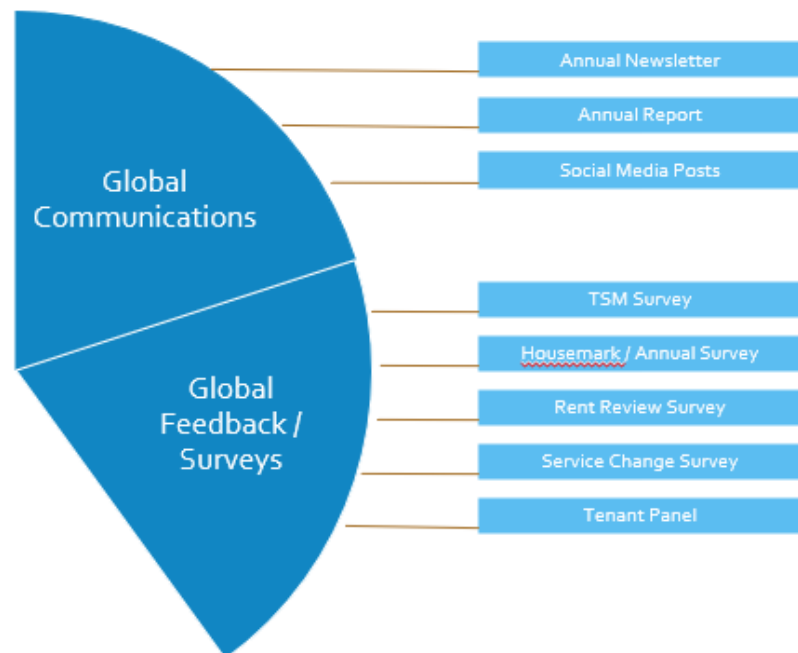 Global
Communications
Annual Newsletter
Annual Report
Social Media Posts
Global
Feedback /
Surveys
TSM Survey
Housemark / Annual Survey
Rent Review Survey
Service Change Survey
Tenant Panel